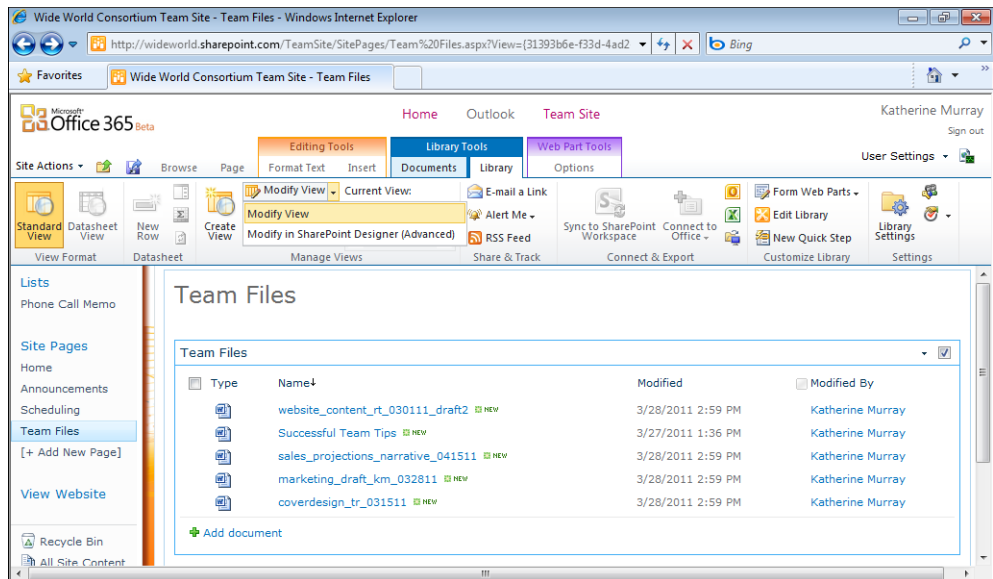 Wide World Consortium Team Site - Team Files - Windows Internet Explorer
http://wideworld.sharepoint.com/TeamSite/SitePages/Team%20Files.aspx?View={31393b6e-f33d-4ad2
Bing
Favorites
Wide World Consortium Team Site - Team Files
Microsoft
Office 365 Beta
Home Outlook Team Site
Katherine Murray
Sign out
Editing Tools Library Tools Web Part Tools
User Settings
Site Actions Browse Page Format Text Insert Documents Library Options
Standard View
Datasheet View
New Row
Create View
Modify View
Current View:
Modify View
Modify in SharePoint Designer (Advanced)
E-mail a Link
Alert Me
RSS Feed
Sync to SharePoint Workspace
Connect to Office
Form Web Parts
Edit Library
New Quick Step
Library Settings
View Format Datasheet Manage Views Share & Track Connect & Export Customize Library Settings
Lists
Phone Call Memo
Site Pages
Home
Announcements
Scheduling
Team Files
[+ Add New Page]
View Website
Recycle Bin
All Site Content
Team Files
Team Files
Type Name Modified Modified By
website_content_rt_030111_draft2 NEW 3/28/2011 2:59 PM Katherine Murray
Successful Team Tips NEW 3/27/2011 1:36 PM Katherine Murray
sales_projections_narrative_041511 NEW 3/28/2011 2:59 PM Katherine Murray
marketing_draft_km_032811 NEW 3/28/2011 2:59 PM Katherine Murray
coverdesign_tr_031511 NEW 3/28/2011 2:59 PM Katherine Murray
Add document